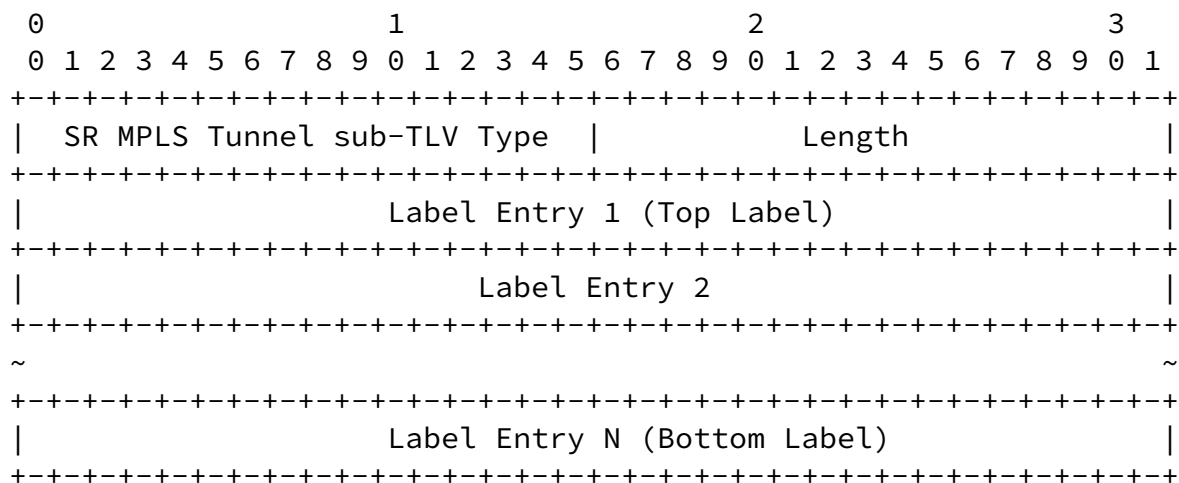 0                   1                   2                   3
 0 1 2 3 4 5 6 7 8 9 0 1 2 3 4 5 6 7 8 9 0 1 2 3 4 5 6 7 8 9 0 1
+-+-+-+-+-+-+-+-+-+-+-+-+-+-+-+-+-+-+-+-+-+-+-+-+-+-+-+-+-+-+-+-+
|  SR MPLS Tunnel sub-TLV Type  |           Length              |
+-+-+-+-+-+-+-+-+-+-+-+-+-+-+-+-+-+-+-+-+-+-+-+-+-+-+-+-+-+-+-+-+
|                    Label Entry 1 (Top Label)                  |
+-+-+-+-+-+-+-+-+-+-+-+-+-+-+-+-+-+-+-+-+-+-+-+-+-+-+-+-+-+-+-+-+
|                         Label Entry 2                         |
+-+-+-+-+-+-+-+-+-+-+-+-+-+-+-+-+-+-+-+-+-+-+-+-+-+-+-+-+-+-+-+-+
~                                                               ~
+-+-+-+-+-+-+-+-+-+-+-+-+-+-+-+-+-+-+-+-+-+-+-+-+-+-+-+-+-+-+-+-+
|                    Label Entry N (Bottom Label)               |
+-+-+-+-+-+-+-+-+-+-+-+-+-+-+-+-+-+-+-+-+-+-+-+-+-+-+-+-+-+-+-+-+